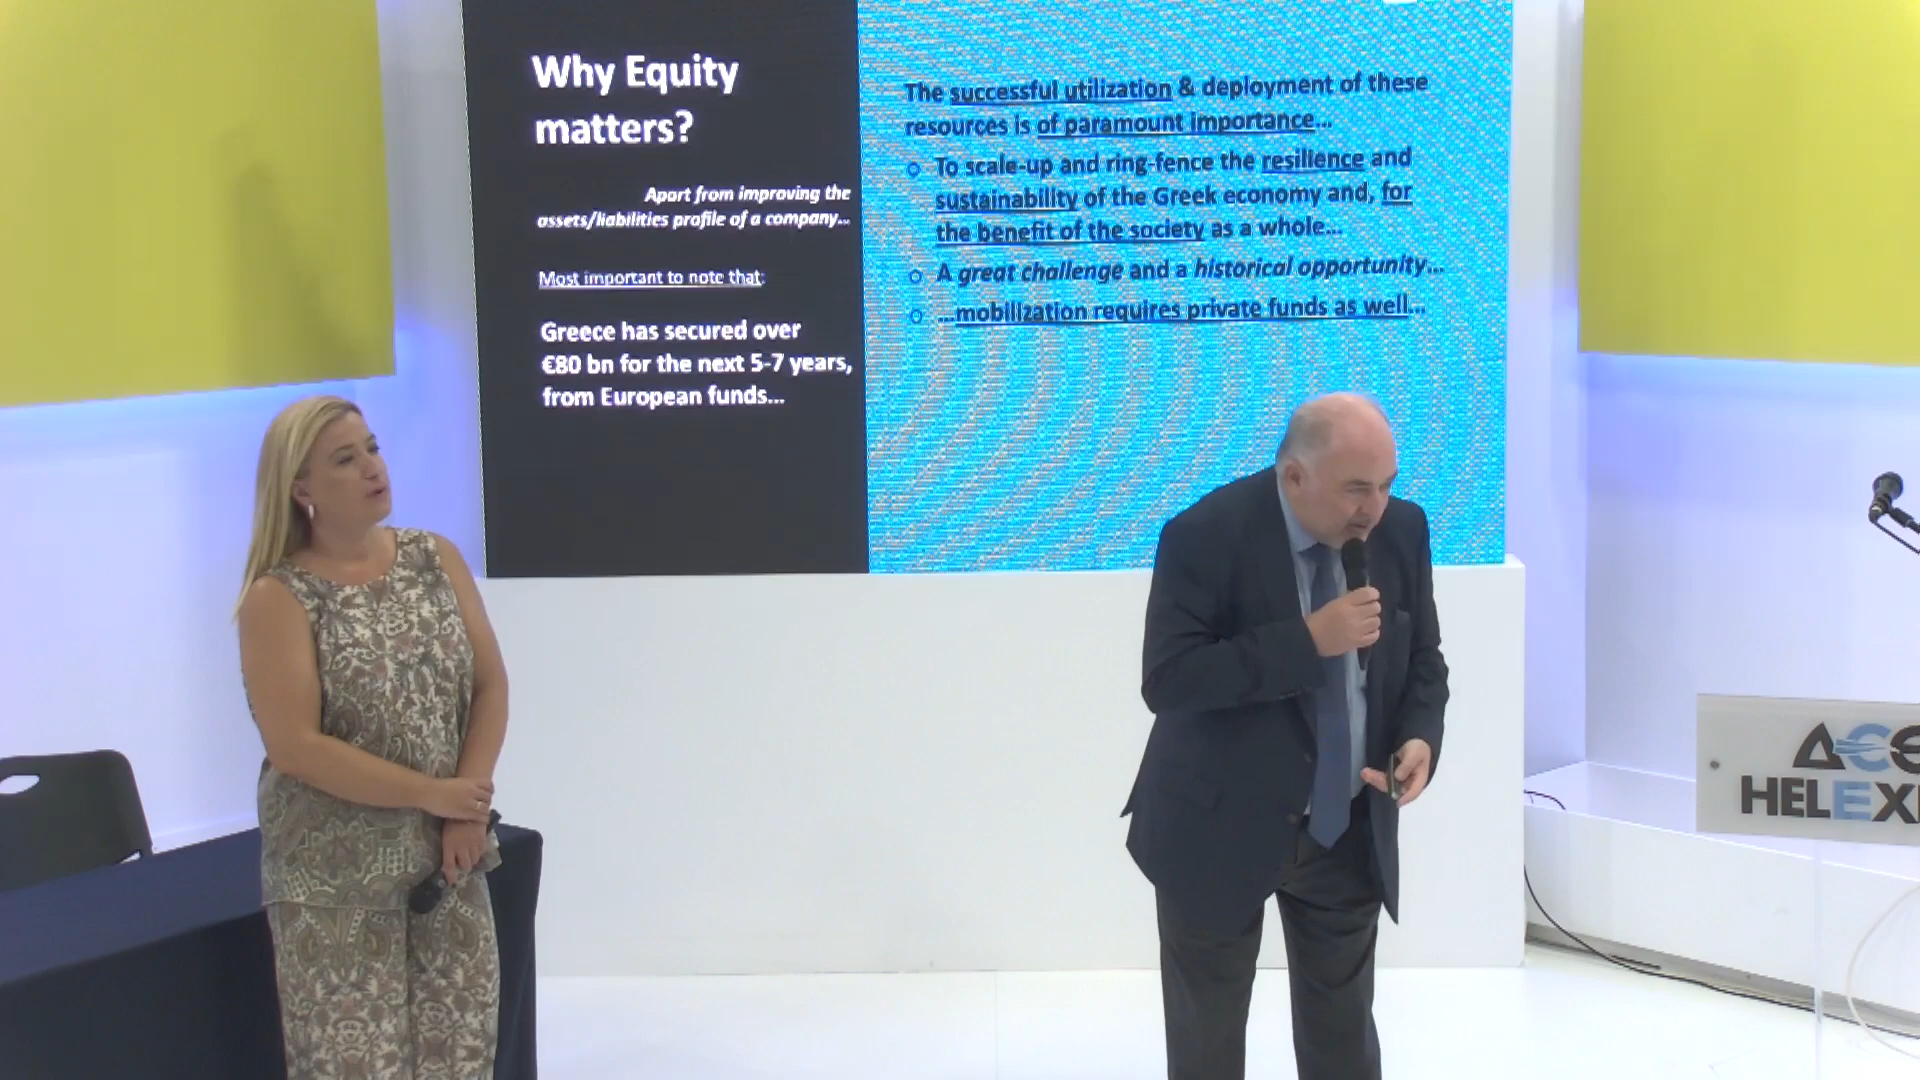 Why Equity
matters?
Apart from improving the
assets/liabilities profile of a company...
Most important to note that:
Greece has secured over
€80 bn for the next 5-7 years,
from European funds...
The successful utilization & deployment of these
resources is of paramount importance...
To scale-up and ring-fence the resilience and
sustainability of the Greek economy and, for
the benefit of the society as a whole...
A great challenge and a historical opportunity...
...mobilization requires private funds as well...
HELEX